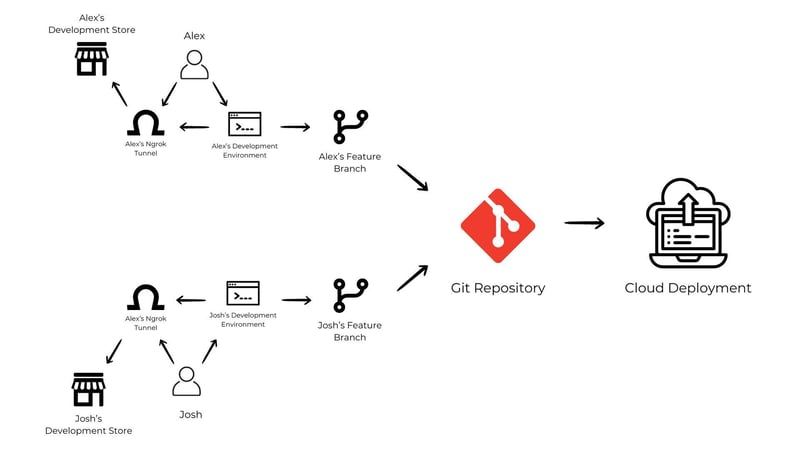 Alex's
Development Store
Alex
Alex's Ngrok
Tunnel
Alex's Development
Environment
Alex's Feature
Branch
Git Repository
Cloud Deployment
Alex's Ngrok
Tunnel
Josh's Development
Environment
Josh's Feature
Branch
Josh
Josh's
Development Store